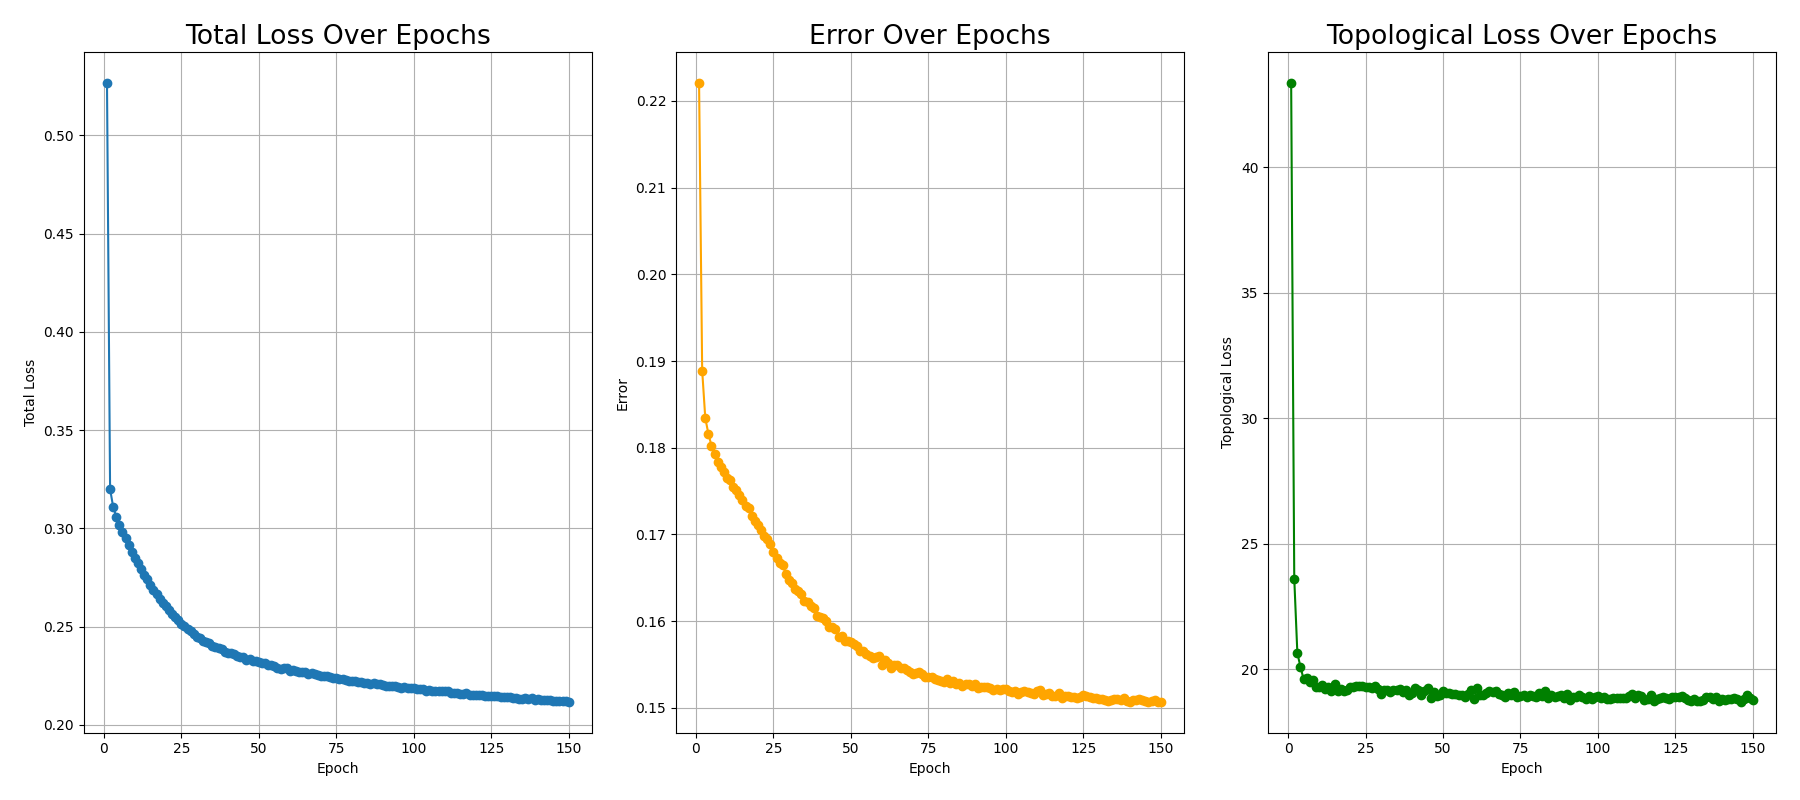 Total Loss Over Epochs
Total Loss
0.50
0.45
0.40
0.35
0.30
0.25
0.20
0 25 50 75 100 125 150
Epoch
Error Over Epochs
Error
0.22
0.21
0.20
0.19
0.18
0.17
0.16
0.15
0 25 50 75 100 125 150
Epoch
Topological Loss Over Epochs
Topological Loss
40
35
30
25
20
0 25 50 75 100 125 150
Epoch